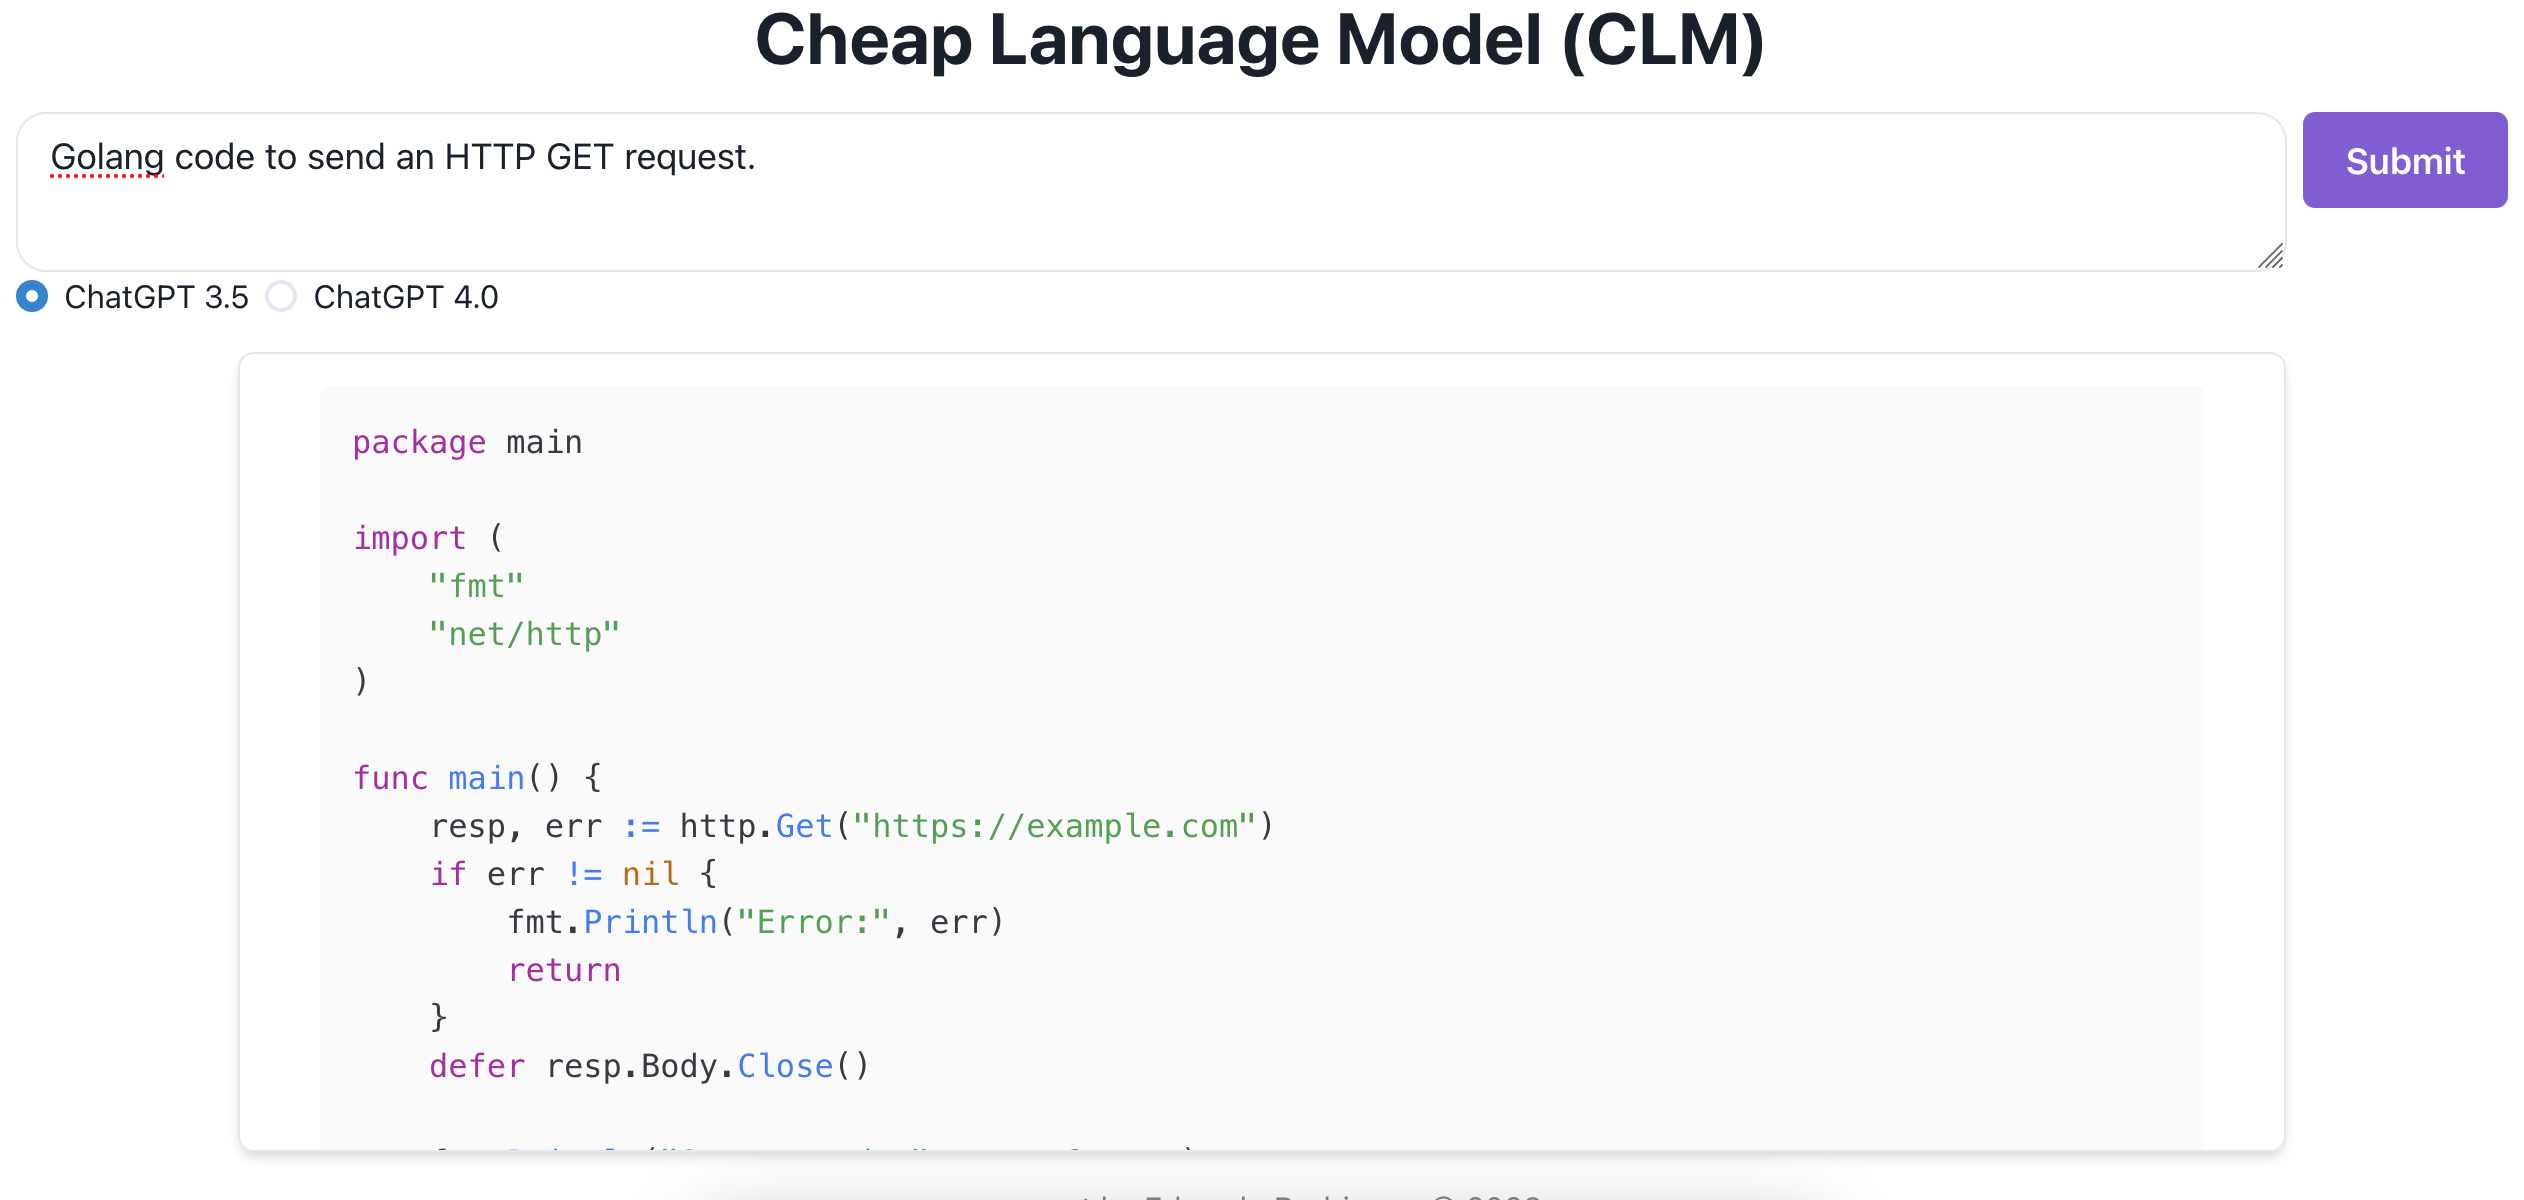 Cheap Language Model (CLM)
Golang code to send an HTTP GET request.
Submit
ChatGPT 3.5 ChatGPT 4.0
package main
import (
"fmt"
"net/http"
)
func main() {
resp, err := http.Get("https://example.com")
if err != nil {
fmt.Println("Error:", err)
return
}
defer resp.Body.Close()